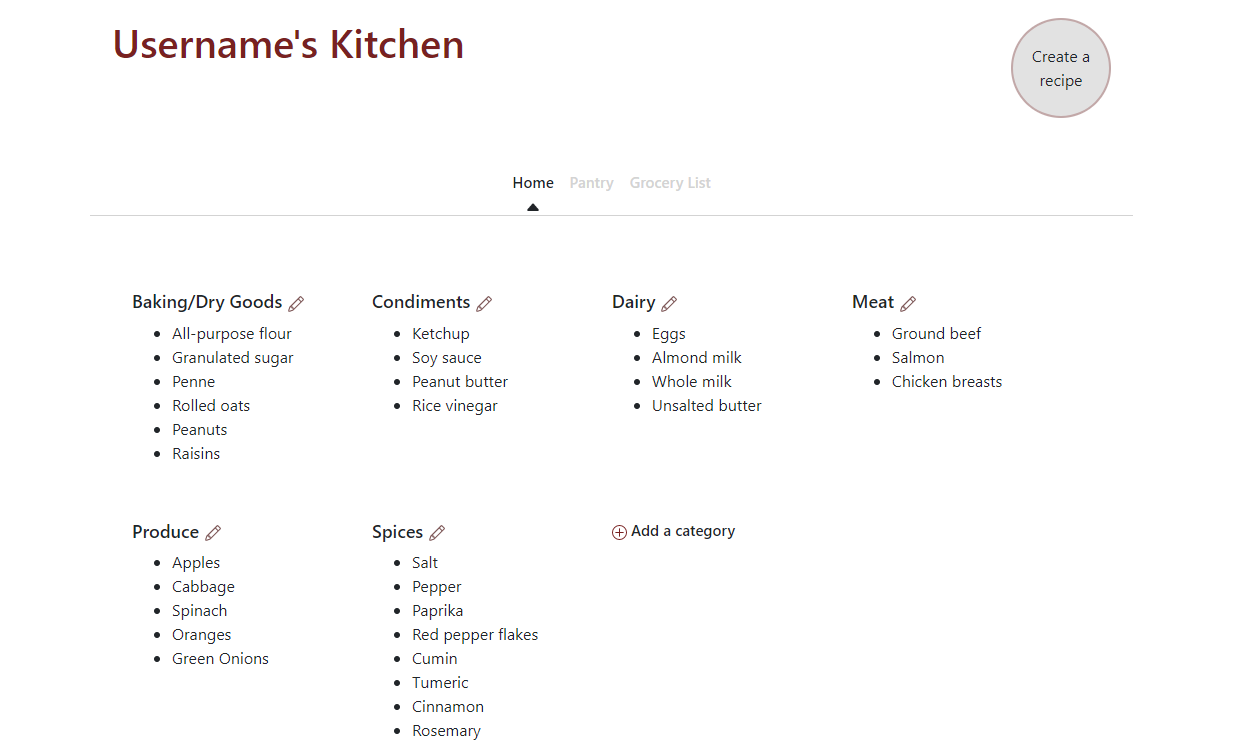 Username's Kitchen
Create a
recipe
Home Pantry Grocery List
Baking/Dry Goods
All-purpose flour
Granulated sugar
Penne
Rolled oats
Peanuts
Raisins
Condiments
Ketchup
Soy sauce
Peanut butter
Rice vinegar
Dairy
Eggs
Almond milk
Whole milk
Unsalted butter
Meat
Ground beef
Salmon
Chicken breasts
Produce
Apples
Cabbage
Spinach
Oranges
Green Onions
Spices
Salt
Pepper
Paprika
Red pepper flakes
Cumin
Tumeric
Cinnamon
Rosemary
Add a category